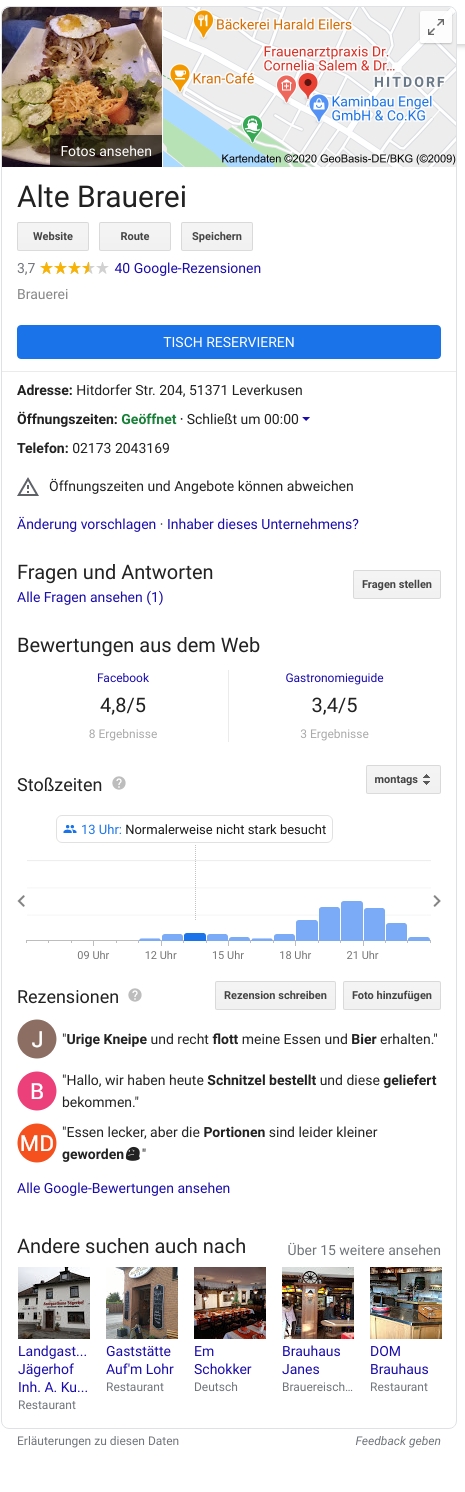 Bäckerei Harald Eilers
Frauenarztpraxis Dr.
Cornelia Salem & Dr...
Kran-Café
HITDORF
Kaminbau Engel
GmbH & Co.KG
Fotos ansehen
Kartendaten ©2020 GeoBasis-DE/BKG (©2009)
Alte Brauerei
Website Route Speichern
3,7 40 Google-Rezensionen
Brauerei
TISCH RESERVIEREN
Adresse: Hitdorfer Str. 204, 51371 Leverkusen
Öffnungszeiten: Geöffnet · Schließt um 00:00
Telefon: 02173 2043169
Öffnungszeiten und Angebote können abweichen
Änderung vorschlagen · Inhaber dieses Unternehmens?
Fragen und Antworten
Fragen stellen
Alle Fragen ansehen (1)
Bewertungen aus dem Web
Facebook Gastronomieguide
4,8/5 3,4/5
8 Ergebnisse 3 Ergebnisse
Stoßzeiten ? montags
13 Uhr: Normalerweise nicht stark besucht
09 Uhr 12 Uhr 15 Uhr 18 Uhr 21 Uhr
Rezensionen ? Rezension schreiben Foto hinzufügen
J "Urige Kneipe und recht flott meine Essen und Bier erhalten."
B "Hallo, wir haben heute Schnitzel bestellt und diese geliefert
bekommen."
MD "Essen lecker, aber die Portionen sind leider kleiner
geworden "
Alle Google-Bewertungen ansehen
Andere suchen auch nach Über 15 weitere ansehen
Landgast... Gaststätte Em Brauhaus DOM
Jägerhof Auf'm Lohr Schokker Janes Brauhaus
Inh. A. Ku... Restaurant Deutsch Brauereisch... Restaurant
Restaurant
Erläuterungen zu diesen Daten Feedback geben